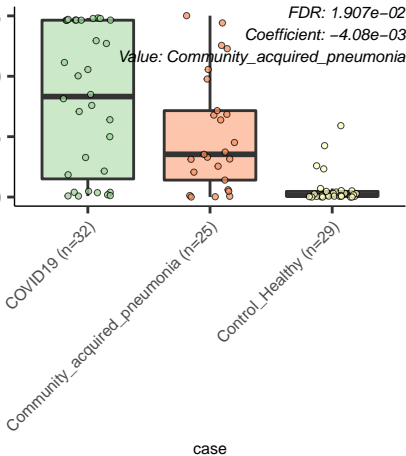 FDR: 1.907e−02
Coefficient: −4.08e−03
Value: Community_acquired_pneumonia
COVID19 (n=32)
Community_acquired_pneumonia (n=25)
Control_Healthy (n=29)
case